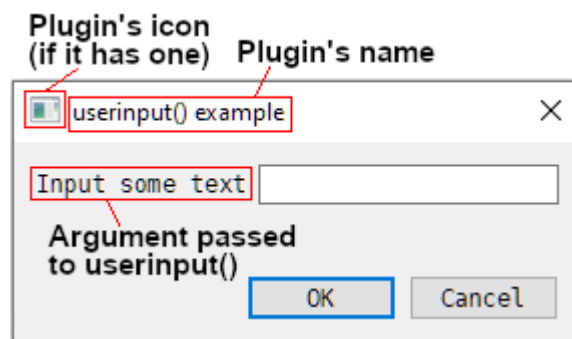 Plugin's icon
(if it has one) Plugin's name
userinput() example
Input some text
Argument passed
to userinput()
OK Cancel